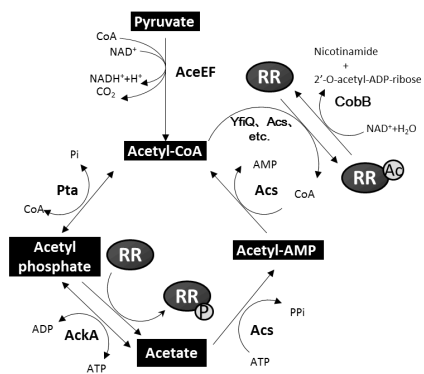 Pyruvate
CoA
NAD⁺
AceEF
NADH⁺+H⁺
CO₂
Nicotinamide
+
2'-O-acetyl-ADP-ribose
RR
CobB
YfiQ、Acs、
etc.
NAD⁺+H₂O
Acetyl-CoA
RR
Ac
Pi
AMP
Pta
Acs
CoA
CoA
Acetyl
phosphate
RR
Acetyl-AMP
RR
P
PPi
ADP
AckA
Acs
ATP
Acetate
ATP